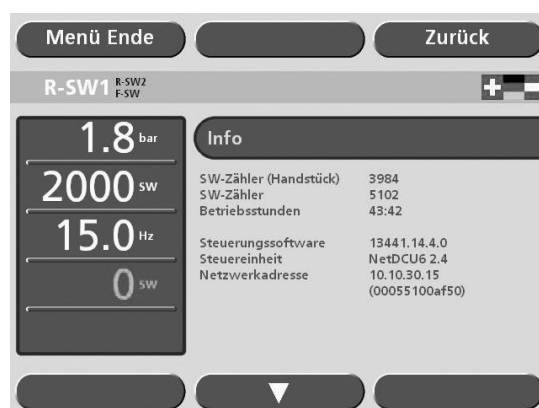 Menü Ende
Zurück
R-SW1 R-SW2
F-SW
1.8 bar
2000 SW
15.0 Hz
0 SW
Info
SW-Zähler (Handstück) 3984
SW-Zähler 5102
Betriebsstunden 43:42
Steuerungssoftware 13441.14.4.0
Steuereinheit NetDCU6 2.4
Netzwerkadresse 10.10.30.15
(00055100af50)